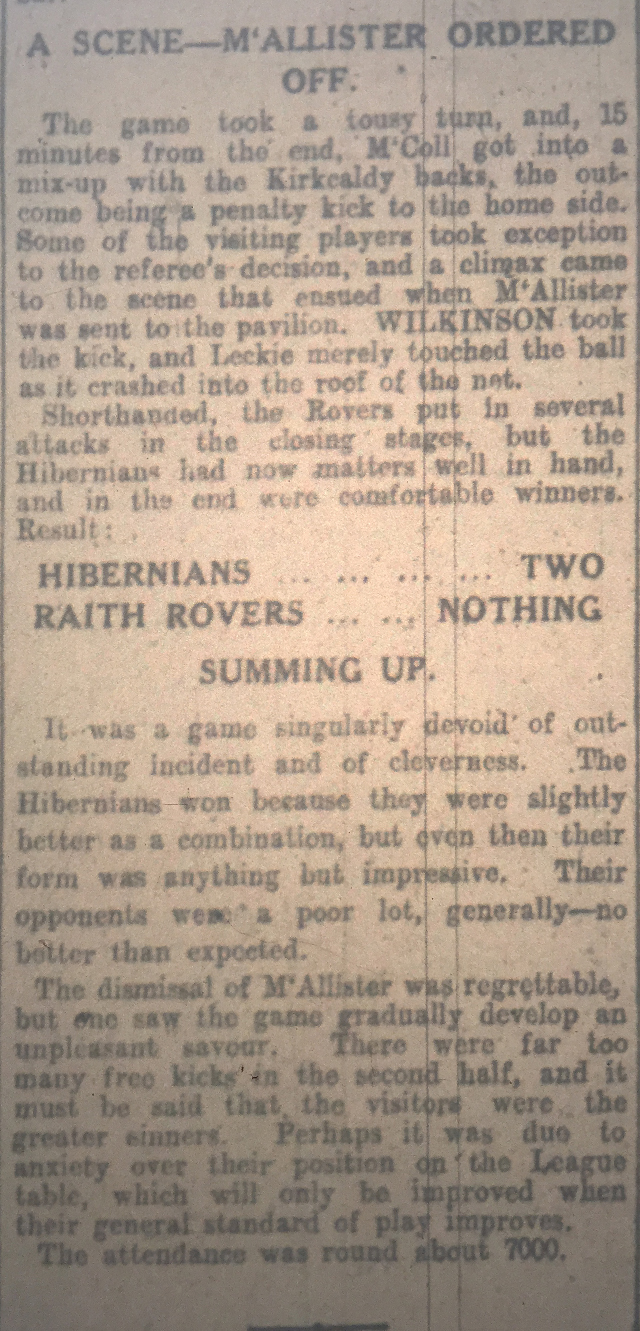 A SCENE—M‘ALLISTER ORDERED
OFF.
The game took a tousy turn, and, 15
minutes from the end, M‘Coll got into a
mix-up with the Kirkcaldy backs, the out-
come being a penalty kick to the home side.
Some of the visiting players took exception
to the referee's decision, and a climax came
to the scene that ensued when M‘Allister
was sent to the pavilion. WILKINSON took
the kick, and Leckie merely touched the ball
as it crashed into the roof of the net.
Shorthanded, the Rovers put in several
attacks in the closing stages, but the
Hibernians had now matters well in hand,
and in the end were comfortable winners.
Result:
HIBERNIANS ... ... ... ... TWO
RAITH ROVERS ... ... NOTHING
SUMMING UP.
It was a game singularly devoid of out-
standing incident and of cleverness. The
Hibernians won because they were slightly
better as a combination, but even then their
form was anything but impressive. Their
opponents were a poor lot, generally—no
better than expected.
The dismissal of M‘Allister was regrettable,
but one saw the game gradually develop an
unpleasant savour. There were far too
many free kicks in the second half, and it
must be said that the visitors were the
greater sinners. Perhaps it was due to
anxiety over their position on the League
table, which will only be improved when
their general standard of play improves.
The attendance was round about 7000.